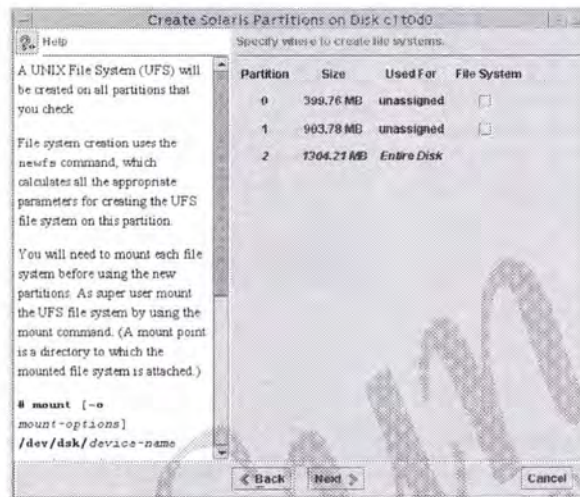 Create Solaris Partitions on Disk c1t0d0
Help
A UNIX File System (UFS) will
be created on all partitions that
you check
File system creation uses the
newfs command, which
calculates all the appropriate
parameters for creating the UFS
file system on this partition.
You will need to mount each file
system before using the new
partitions. As super user mount
the UFS file system by using the
mount command. (A mount point
is a directory to which the
mounted file system is attached.)
# mount [-o
mount-options]
/dev/dsk/device-name
Specify where to create file systems.
Partition Size Used For File System
0 399.76 MB unassigned
1 903.78 MB unassigned
2 1304.21 MB Entire Disk
< Back Next > Cancel